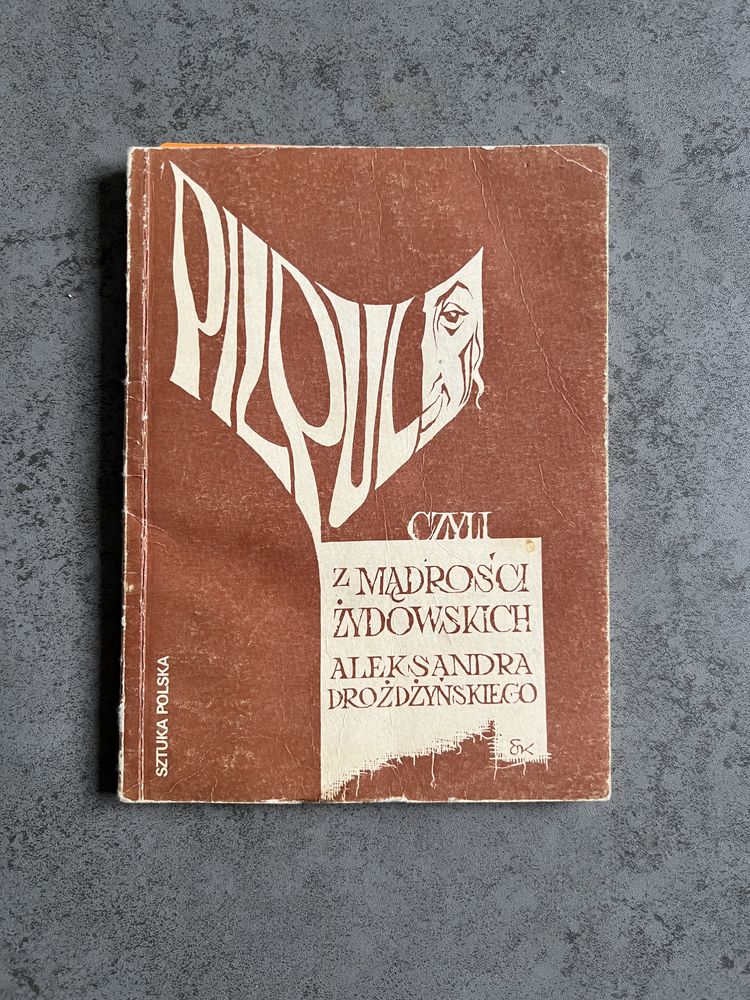 PILPUL
CZYLI
Z MĄDROŚCI
ŻYDOWSKICH
ALEKSANDRA
DROŻDŻYŃSKIEGO
SZTUKA POLSKA